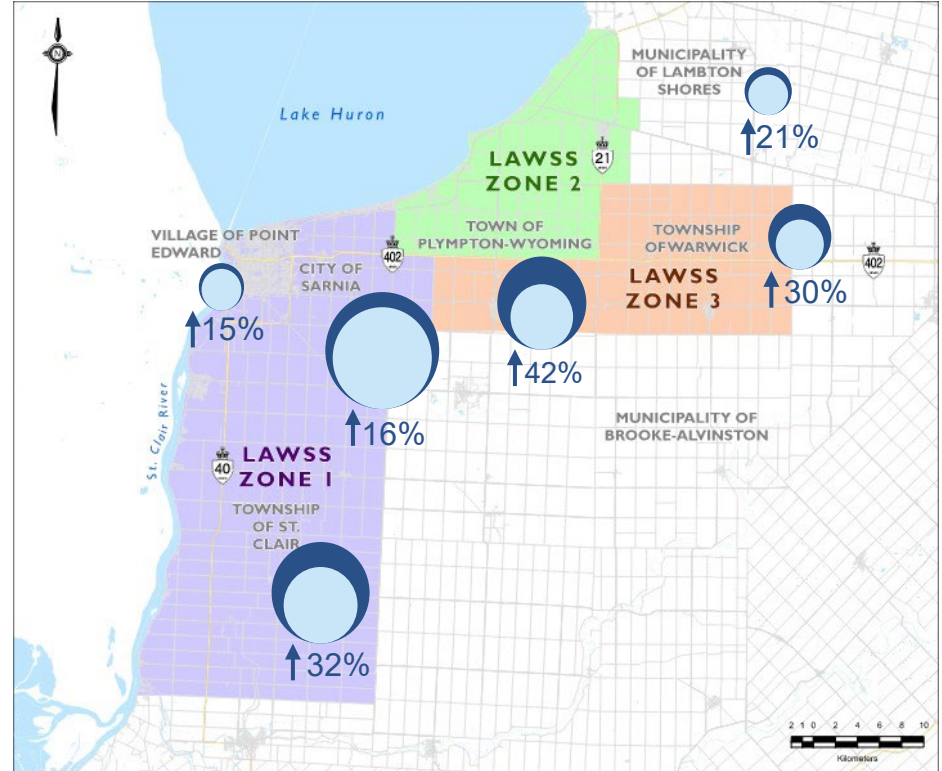 N
Lake Huron
MUNICIPALITY
OF LAMBTON
SHORES
↑21%
LAWSS
ZONE 2
21
VILLAGE OF POINT
EDWARD
402
CITY OF
SARNIA
TOWN OF
PLYMPTON-WYOMING
TOWNSHIP
OF WARWICK
402
LAWSS
ZONE 3
↑30%
↑15%
↑42%
↑16%
St. Clair River
MUNICIPALITY OF
BROOKE-ALVINSTON
40
LAWSS
ZONE 1
TOWNSHIP
OF ST.
CLAIR
↑32%
2 1 0 2 4 6 8 10
Kilometers